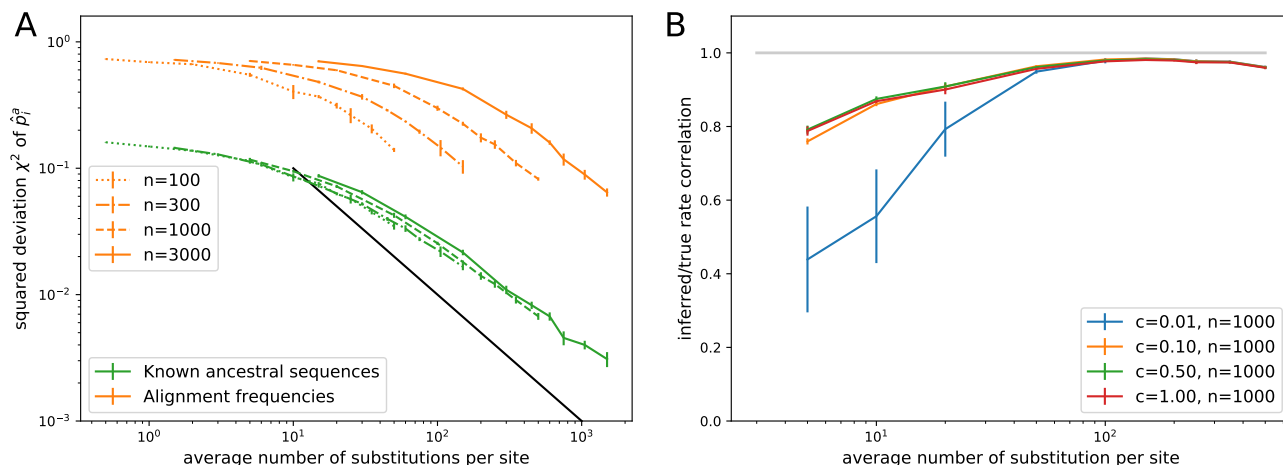 A
squared deviation χ² of p̂ᵢᵃ
10⁰
10⁻¹
10⁻²
10⁻³
n=100
n=300
n=1000
n=3000
Known ancestral sequences
Alignment frequencies
10⁰ 10¹ 10² 10³
average number of substitutions per site
B
inferred/true rate correlation
1.0
0.8
0.6
0.4
0.2
0.0
c=0.01, n=1000
c=0.10, n=1000
c=0.50, n=1000
c=1.00, n=1000
10¹ 10²
average number of substitution per site